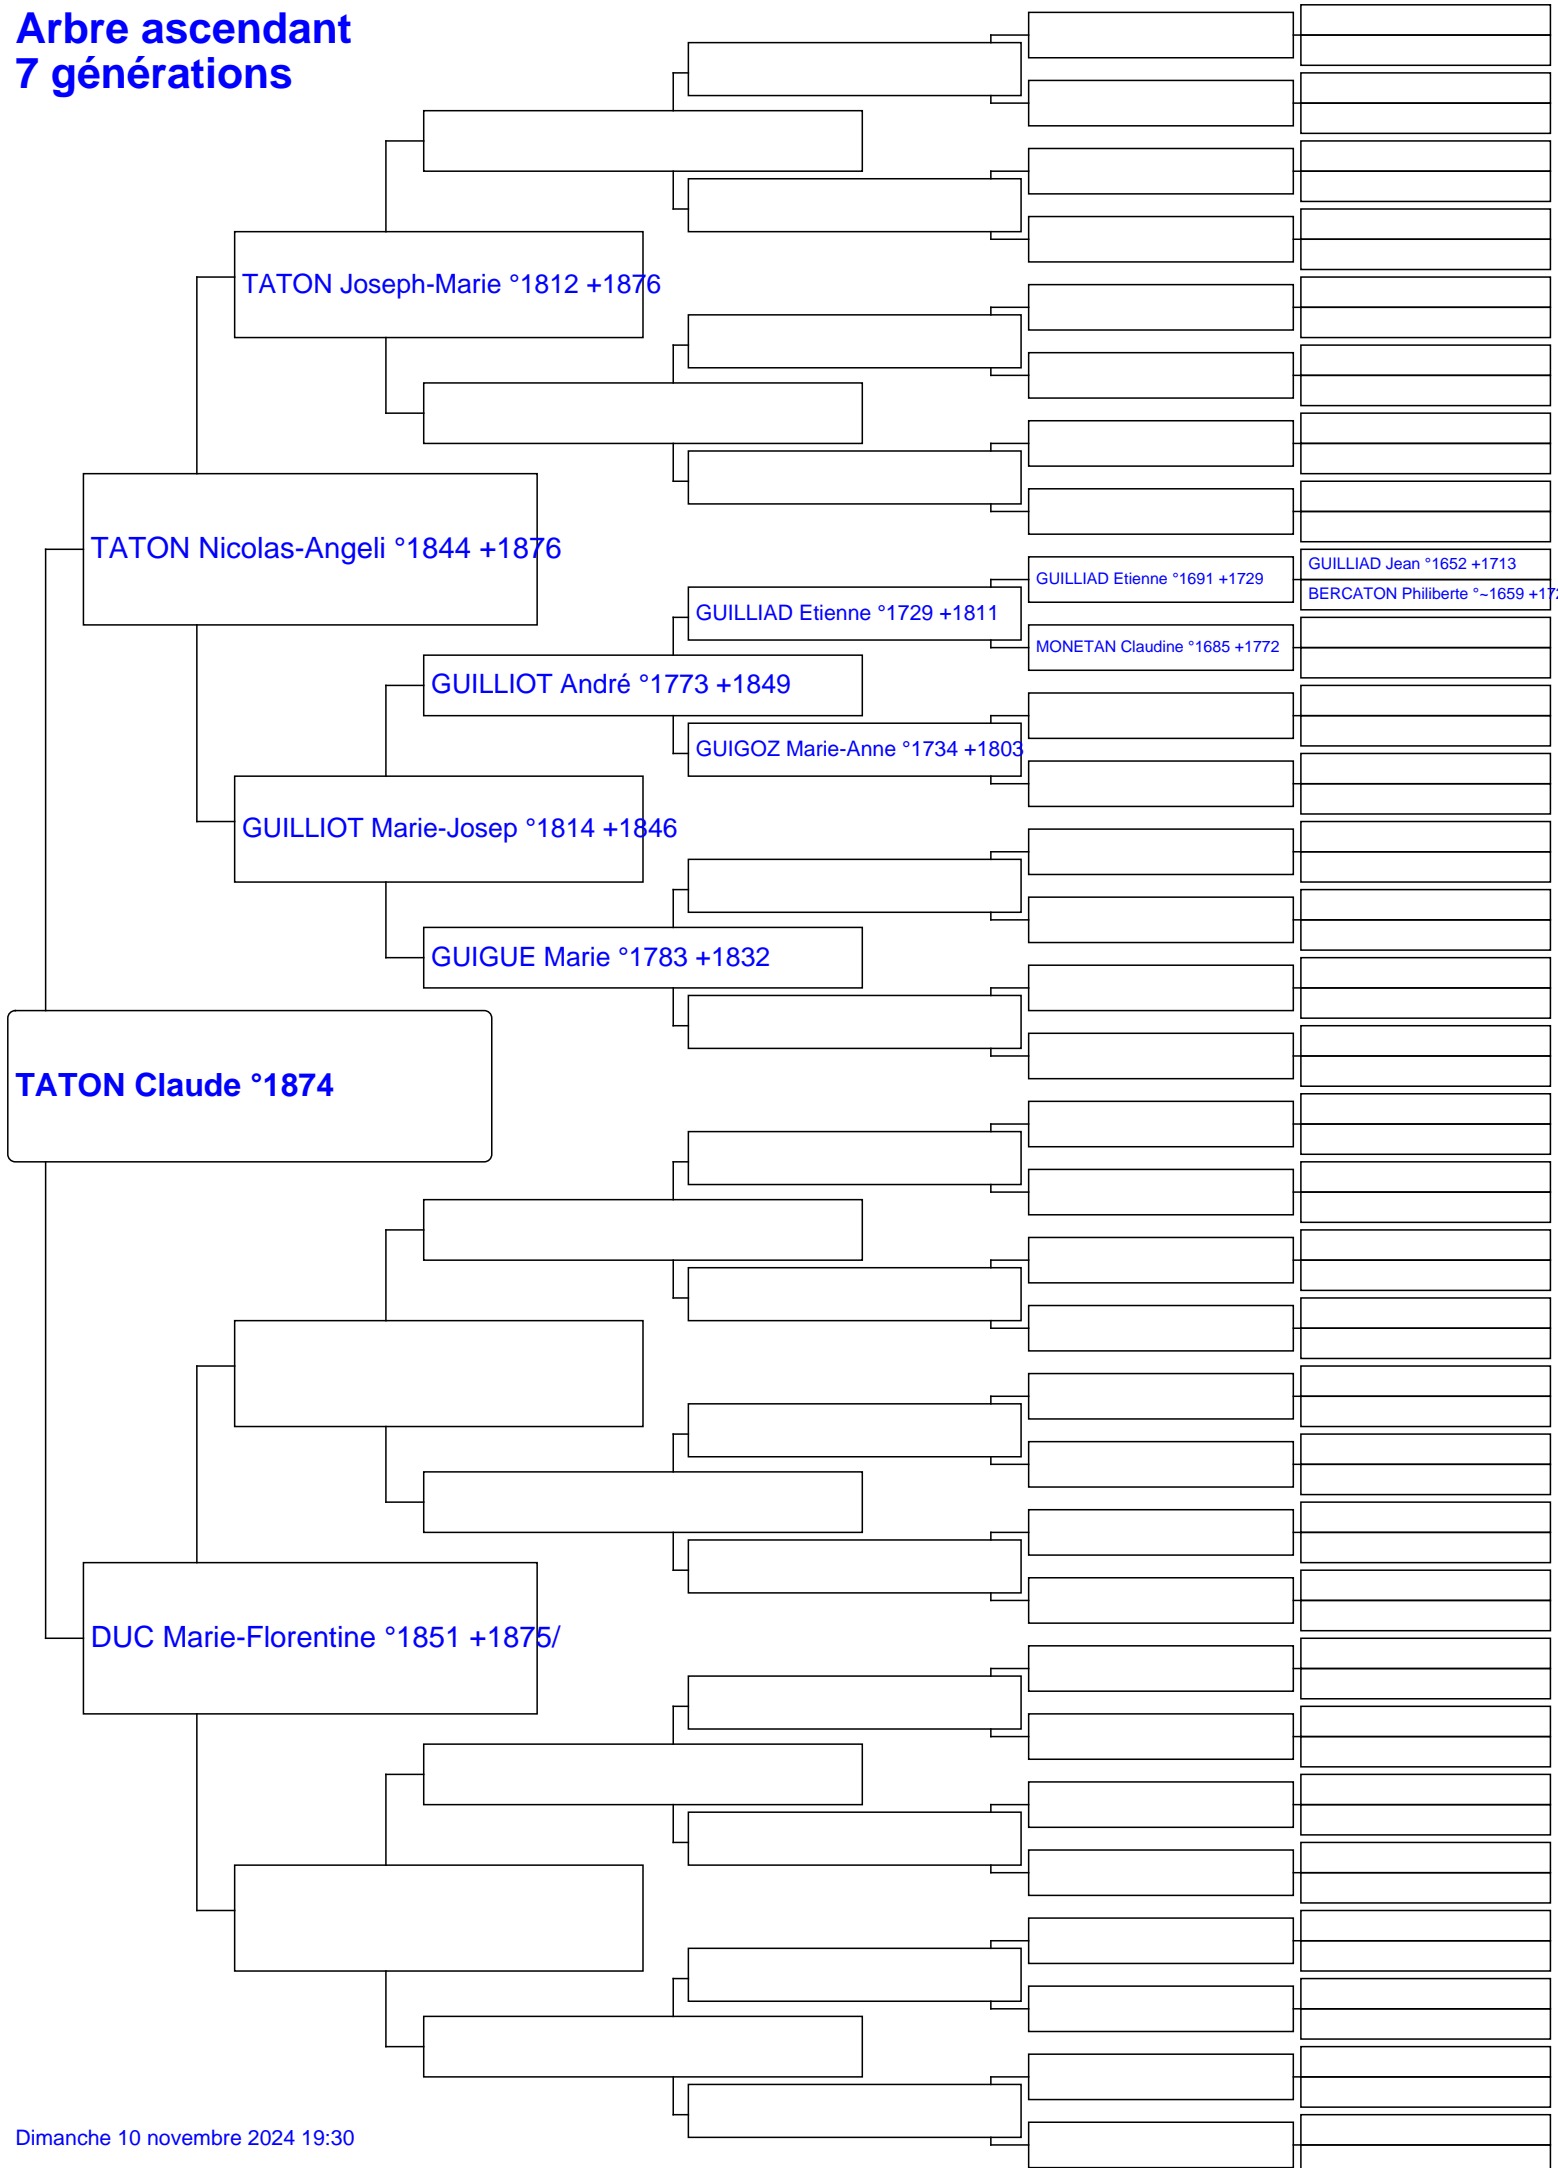 Arbre ascendant
7 générations
TATON Joseph-Marie °1812 +1876
TATON Nicolas-Angeli °1844 +1876
GUILLIAD Jean °1652 +1713
GUILLIAD Etienne °1691 +1729
BERCATON Philiberte °~1659 +172
GUILLIAD Etienne °1729 +1811
MONETAN Claudine °1685 +1772
GUILLIOT André °1773 +1849
GUIGOZ Marie-Anne °1734 +1803
GUILLIOT Marie-Josep °1814 +1846
GUIGUE Marie °1783 +1832
TATON Claude °1874
DUC Marie-Florentine °1851 +1875/
Dimanche 10 novembre 2024 19:30